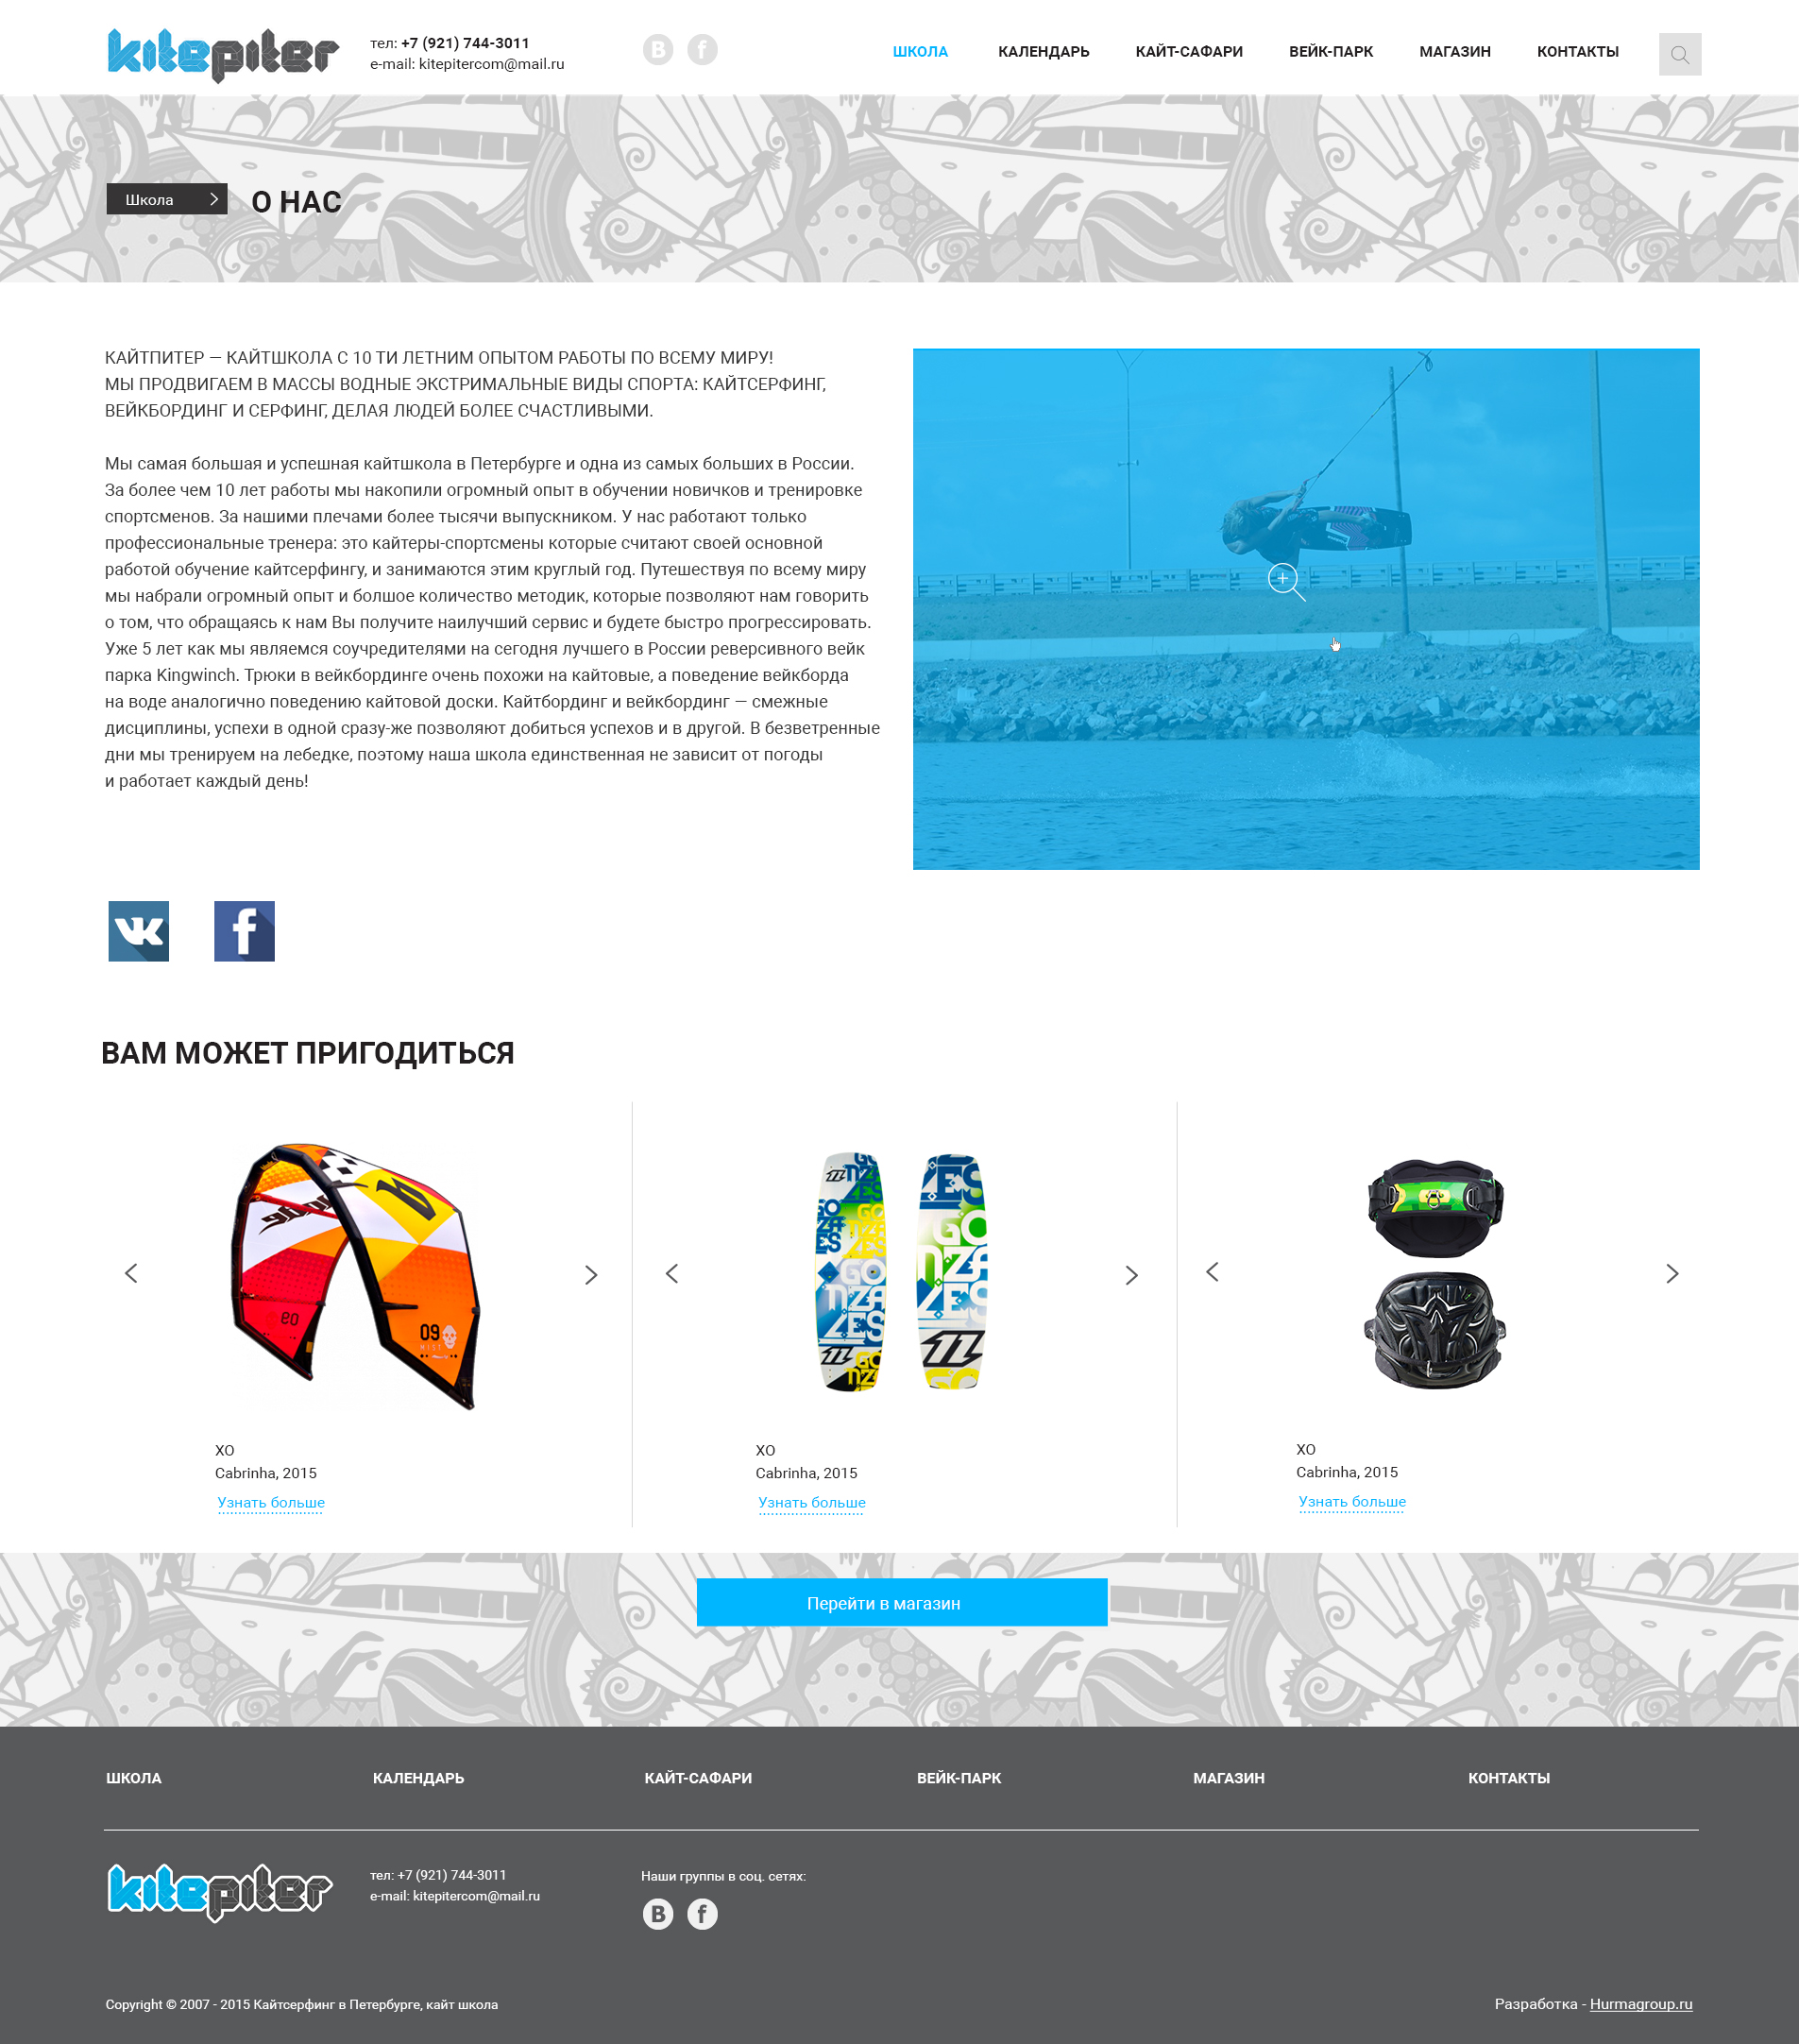 kitepiter
тел: +7 (921) 744-3011
e-mail: kitepitercom@mail.ru
B f
ШКОЛА КАЛЕНДАРЬ КАЙТ-САФАРИ ВЕЙК-ПАРК МАГАЗИН КОНТАКТЫ
Школа
О НАС
КАЙТПИТЕР — КАЙТШКОЛА С 10 ТИ ЛЕТНИМ ОПЫТОМ РАБОТЫ ПО ВСЕМУ МИРУ!
МЫ ПРОДВИГАЕМ В МАССЫ ВОДНЫЕ ЭКСТРИМАЛЬНЫЕ ВИДЫ СПОРТА: КАЙТСЕРФИНГ,
ВЕЙКБОРДИНГ И СЕРФИНГ, ДЕЛАЯ ЛЮДЕЙ БОЛЕЕ СЧАСТЛИВЫМИ.
Мы самая большая и успешная кайтшкола в Петербурге и одна из самых больших в России.
За более чем 10 лет работы мы накопили огромный опыт в обучении новичков и тренировке
спортсменов. За нашими плечами более тысячи выпускником. У нас работают только
профессиональные тренера: это кайтеры-спортсмены которые считают своей основной
работой обучение кайтсерфингу, и занимаются этим круглый год. Путешествуя по всему миру
мы набрали огромный опыт и болшое количество методик, которые позволяют нам говорить
о том, что обращаясь к нам Вы получите наилучший сервис и будете быстро прогрессировать.
Уже 5 лет как мы являемся соучредителями на сегодня лучшего в России реверсивного вейк
парка Kingwinch. Трюки в вейкбординге очень похожи на кайтовые, а поведение вейкборда
на воде аналогично поведению кайтовой доски. Кайтбординг и вейкбординг — смежные
дисциплины, успехи в одной сразу-же позволяют добиться успехов и в другой. В безветренные
дни мы тренируем на лебедке, поэтому наша школа единственная не зависит от погоды
и работает каждый день!
VK f
ВАМ МОЖЕТ ПРИГОДИТЬСЯ
09
GONZALES
GONZALES
XO
Cabrinha, 2015
Узнать больше
XO
Cabrinha, 2015
Узнать больше
XO
Cabrinha, 2015
Узнать больше
Перейти в магазин
ШКОЛА КАЛЕНДАРЬ КАЙТ-САФАРИ ВЕЙК-ПАРК МАГАЗИН КОНТАКТЫ
kitepiter
тел: +7 (921) 744-3011
e-mail: kitepitercom@mail.ru
Наши группы в соц. сетях:
B f
Copyright © 2007 - 2015 Кайтсерфинг в Петербурге, кайт школа
Разработка - Hurmagroup.ru